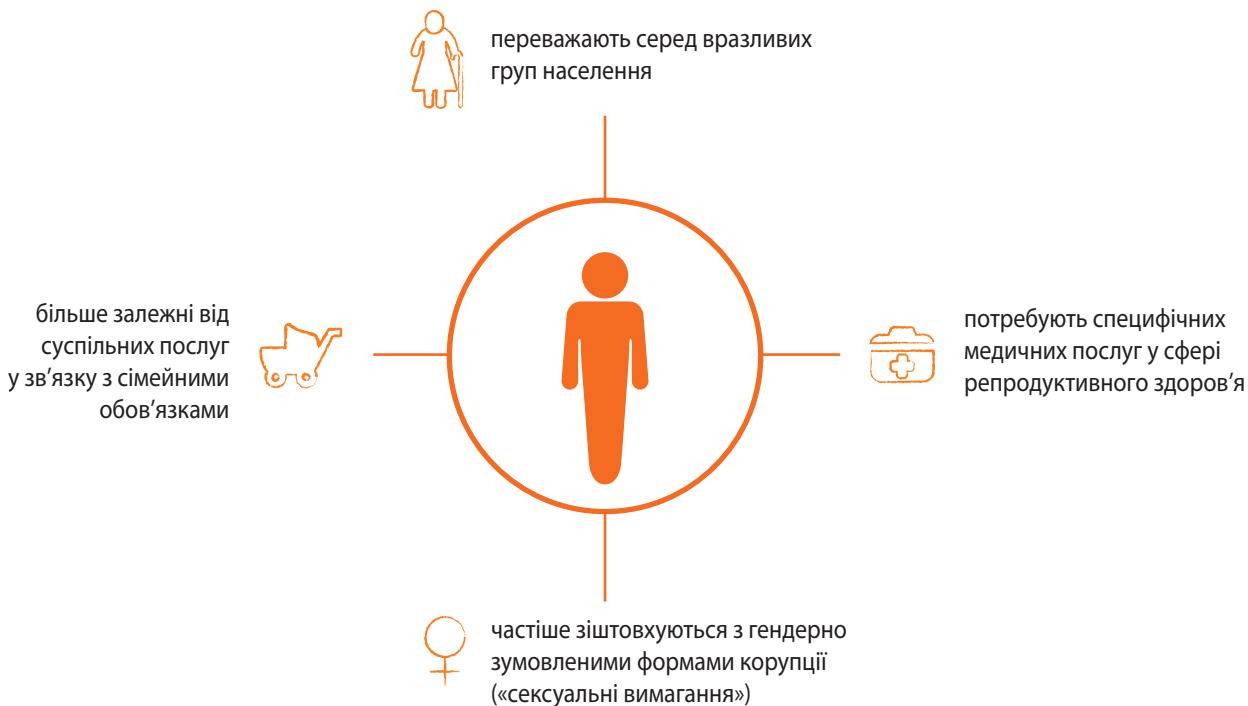 переважають серед вразливих
груп населення
більше залежні від
суспільних послуг
у зв’язку з сімейними
обов’язками
потребують специфічних
медичних послуг у сфері
репродуктивного здоров’я
частіше зіштовхуються з гендерно
зумовленими формами корупції
(«сексуальні вимагання»)